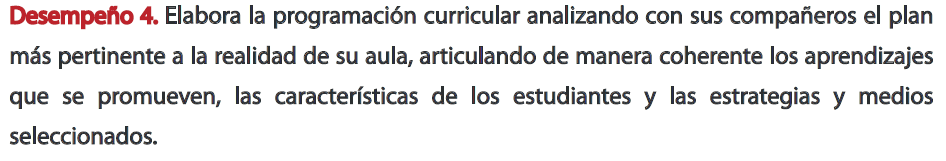 Desempeño 4. Elabora la programación curricular analizando con sus compañeros el plan
más pertinente a la realidad de su aula, articulando de manera coherente los aprendizajes
que se promueven, las características de los estudiantes y las estrategias y medios
seleccionados.